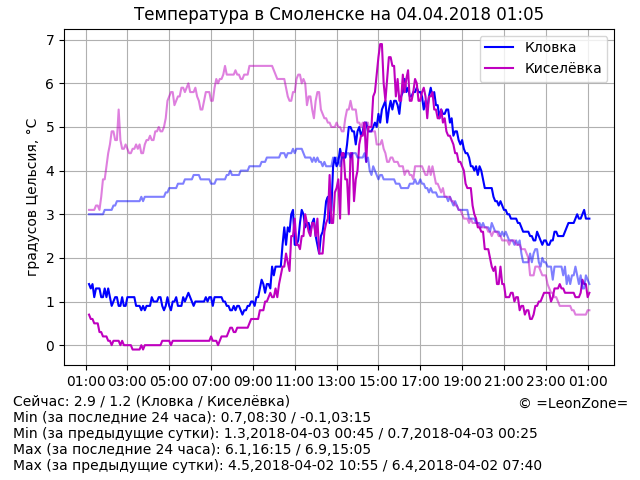 Температура в Смоленске на 04.04.2018 01:05
Кловка
Киселёвка
градусов Цельсия, °C
7
6
5
4
3
2
1
0
01:00 03:00 05:00 07:00 09:00 11:00 13:00 15:00 17:00 19:00 21:00 23:00 01:00
Сейчас: 2.9 / 1.2 (Кловка / Киселёвка)
© =LeonZone=
Min (за последние 24 часа): 0.7,08:30 / -0.1,03:15
Min (за предыдущие сутки): 1.3,2018-04-03 00:45 / 0.7,2018-04-03 00:25
Max (за последние 24 часа): 6.1,16:15 / 6.9,15:05
Max (за предыдущие сутки): 4.5,2018-04-02 10:55 / 6.4,2018-04-02 07:40